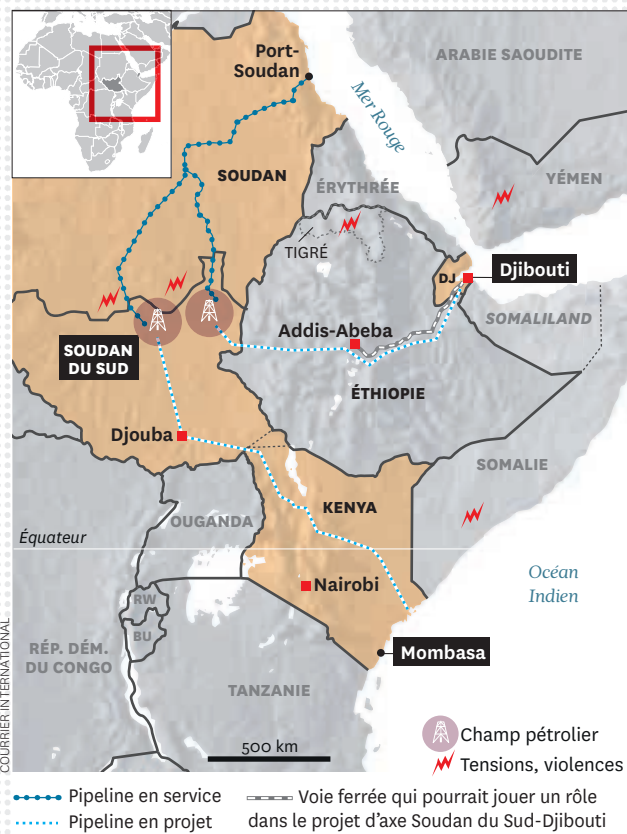 Port-
Soudan
ARABIE SAOUDITE
Mer Rouge
SOUDAN
ÉRYTHRÉE
YÉMEN
TIGRÉ
DJ
Djibouti
Addis-Abeba
SOMALILAND
SOUDAN
DU SUD
ÉTHIOPIE
Djouba
SOMALIE
KENYA
OUGANDA
Équateur
Océan
Indien
Nairobi
RW
BU
RÉP. DÉM.
DU CONGO
Mombasa
TANZANIE
COURRIER INTERNATIONAL
500 km
Champ pétrolier
Tensions, violences
Pipeline en service
Pipeline en projet
Voie ferrée qui pourrait jouer un rôle
dans le projet d'axe Soudan du Sud-Djibouti